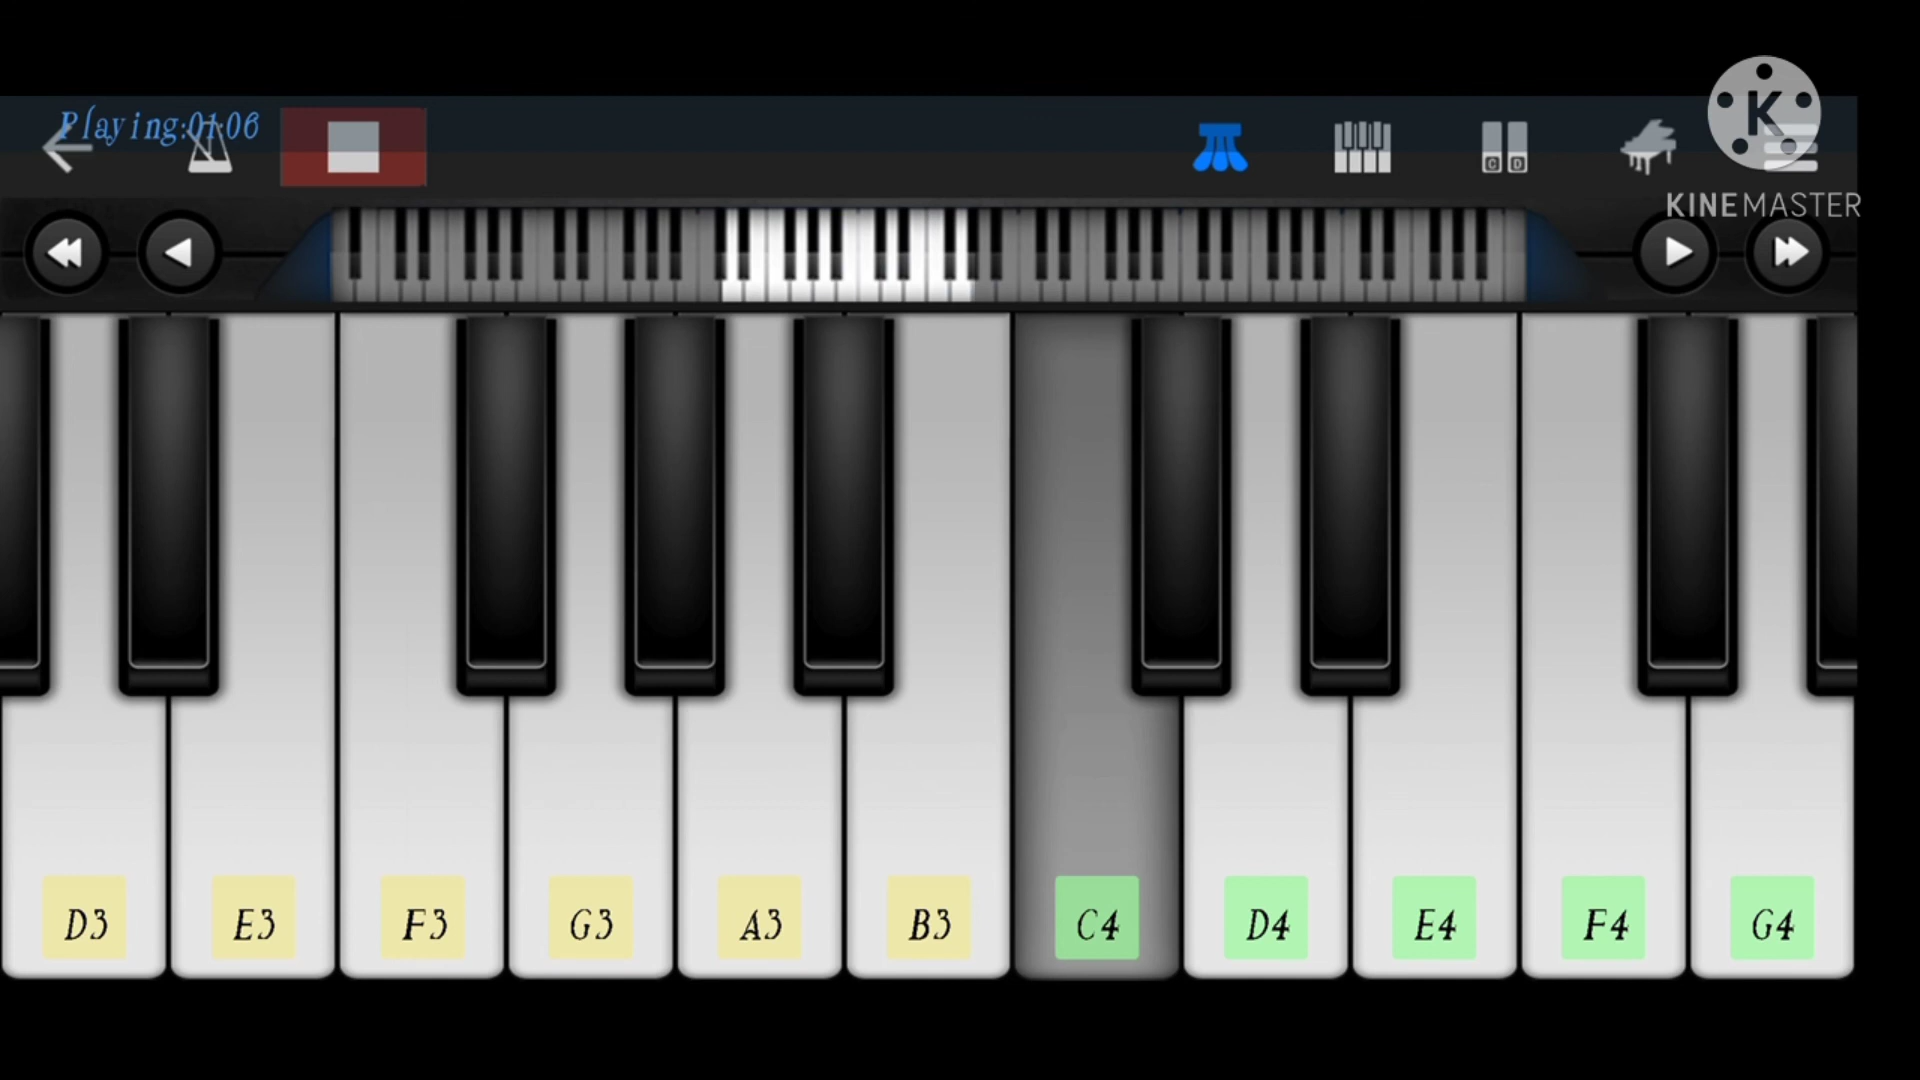 Playing:01:06
K
KINEMASTER
C D
D3 E3 F3 G3 A3 B3 C4 D4 E4 F4 G4